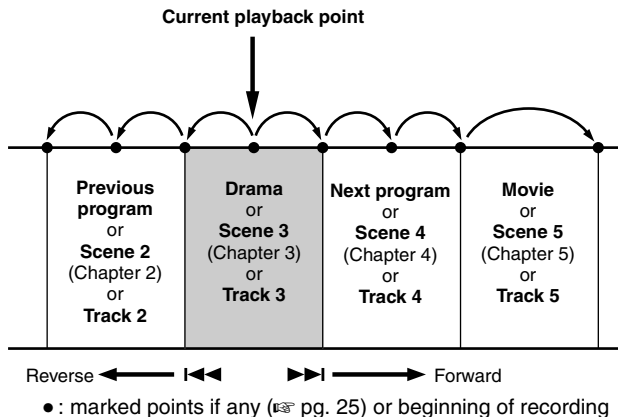 Current playback point
Previous
program
or
Scene 2
(Chapter 2)
or
Track 2
Drama
or
Scene 3
(Chapter 3)
or
Track 3
Next program
or
Scene 4
(Chapter 4)
or
Track 4
Movie
or
Scene 5
(Chapter 5)
or
Track 5
Reverse
Forward
● : marked points if any (☞ pg. 25) or beginning of recording